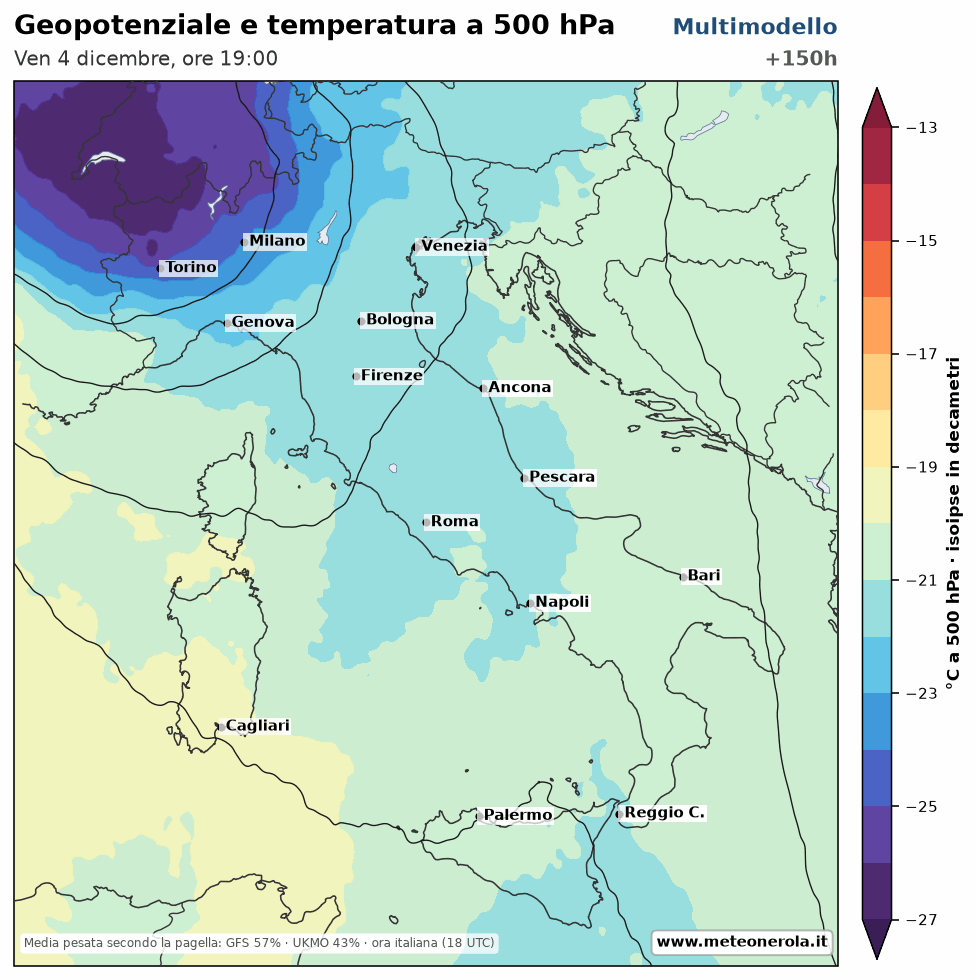 Geopotenziale e temperatura a 500 hPa
Multimodello
Ven 4 dicembre, ore 19:00
+150h
Milano
Venezia
Torino
Genova
Bologna
Firenze
Ancona
Pescara
Roma
Bari
Napoli
Cagliari
Palermo
Reggio C.
−13
−15
−17
−19
−21
−23
−25
−27
°C a 500 hPa · isoipse in decametri
Media pesata secondo la pagella: GFS 57% · UKMO 43% · ora italiana (18 UTC)
www.meteonerola.it